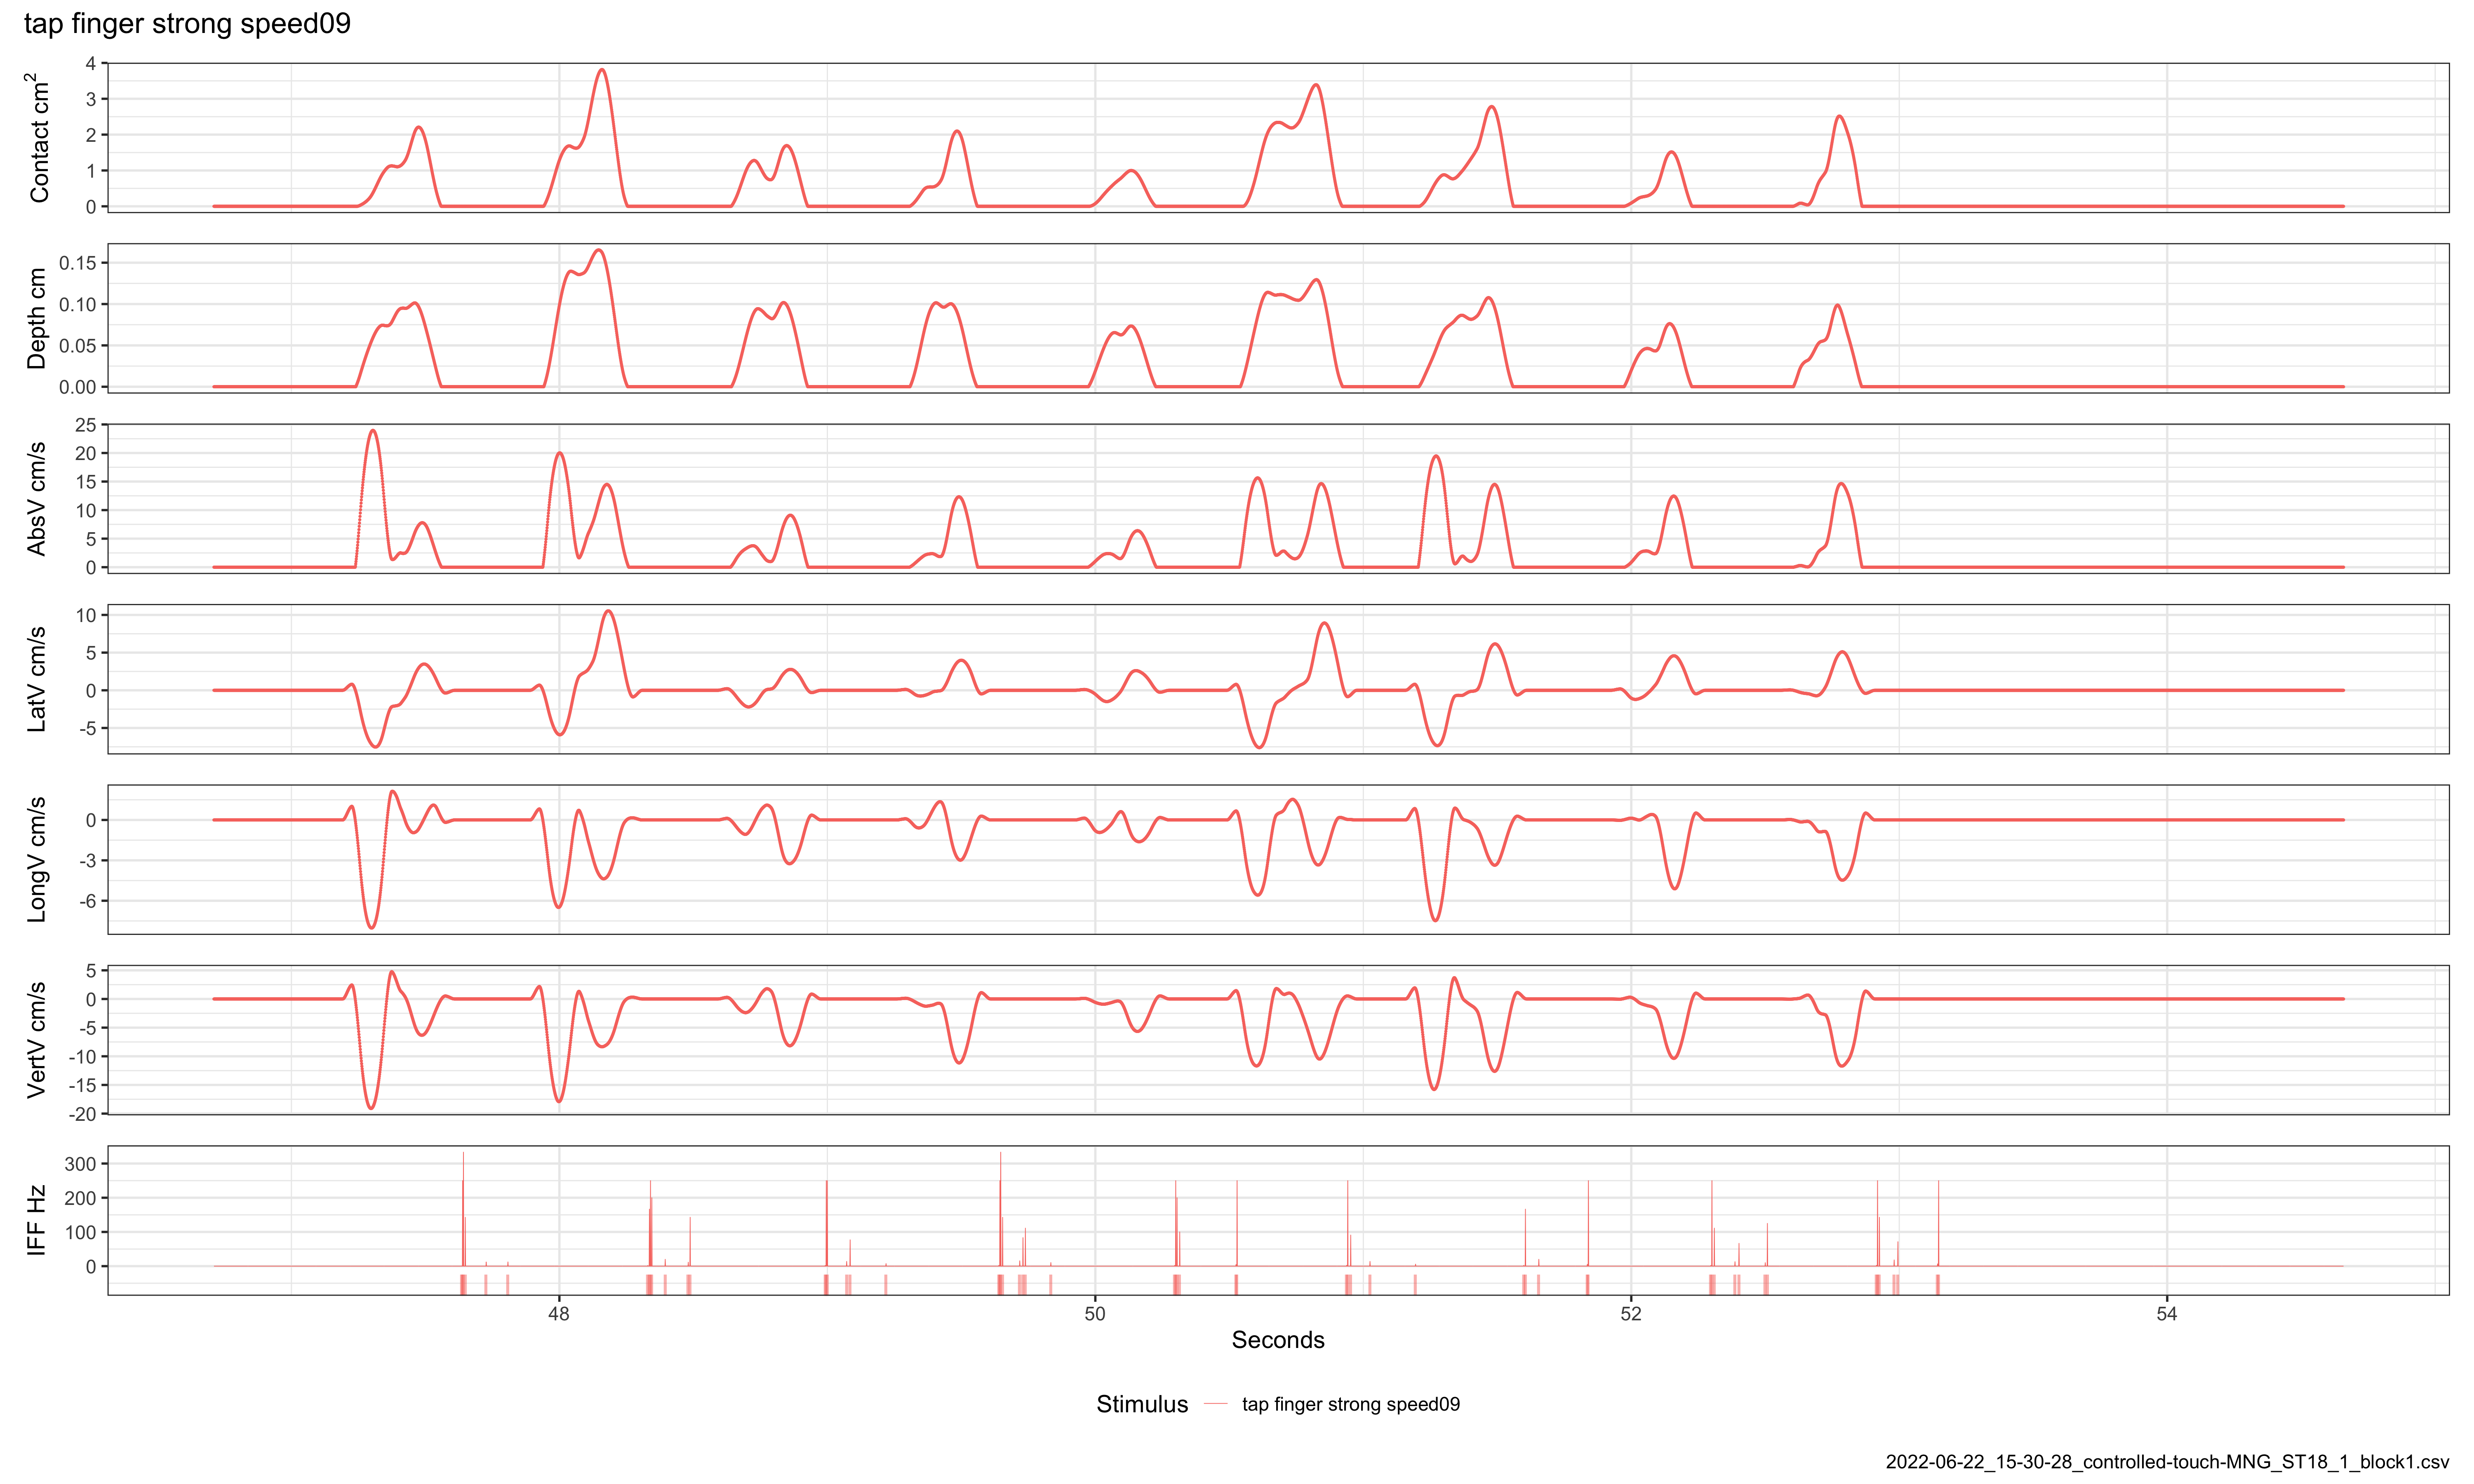 tap finger strong speed09
Contact cm²
4
3
2
1
0
Depth cm
0.15
0.10
0.05
0.00
AbsV cm/s
25
20
15
10
5
0
LatV cm/s
10
5
0
-5
LongV cm/s
0
-3
-6
VertV cm/s
5
0
-5
-10
-15
-20
IFF Hz
300
200
100
0
48 50 52 54
Seconds
Stimulus tap finger strong speed09
2022-06-22_15-30-28_controlled-touch-MNG_ST18_1_block1.csv